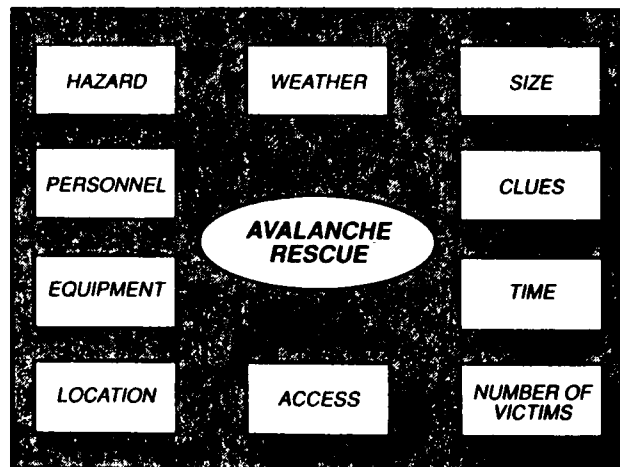 HAZARD
WEATHER
SIZE
PERSONNEL
CLUES
AVALANCHE
RESCUE
EQUIPMENT
TIME
LOCATION
ACCESS
NUMBER OF
VICTIMS